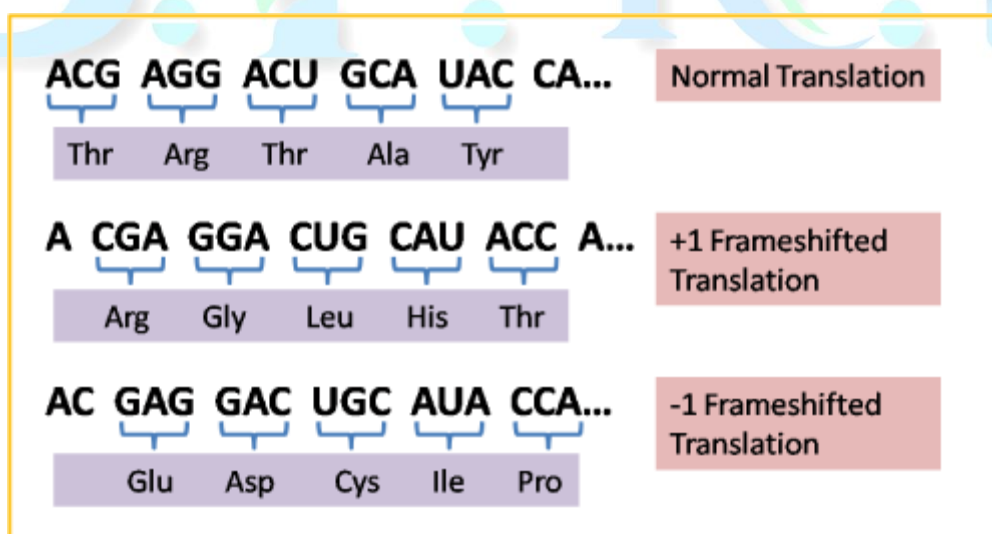 ACG AGG ACU GCA UAC CA...
Normal Translation
Thr Arg Thr Ala Tyr
A CGA GGA CUG CAU ACC A...
+1 Frameshifted
Translation
Arg Gly Leu His Thr
AC GAG GAC UGC AUA CCA...
-1 Frameshifted
Translation
Glu Asp Cys Ile Pro